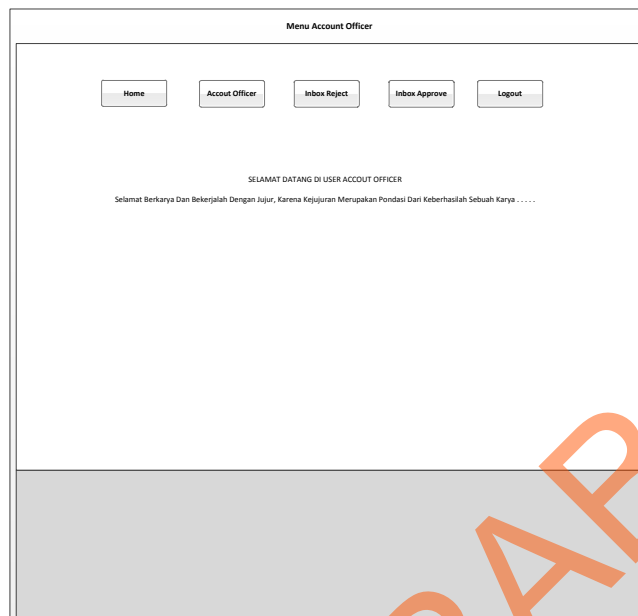 Menu Account Officer
Home
Accout Officer
Inbox Reject
Inbox Approve
Logout
SELAMAT DATANG DI USER ACCOUT OFFICER
Selamat Berkarya Dan Bekerjalah Dengan Jujur, Karena Kejujuran Merupakan Pondasi Dari Keberhasilah Sebuah Karya . . . . .